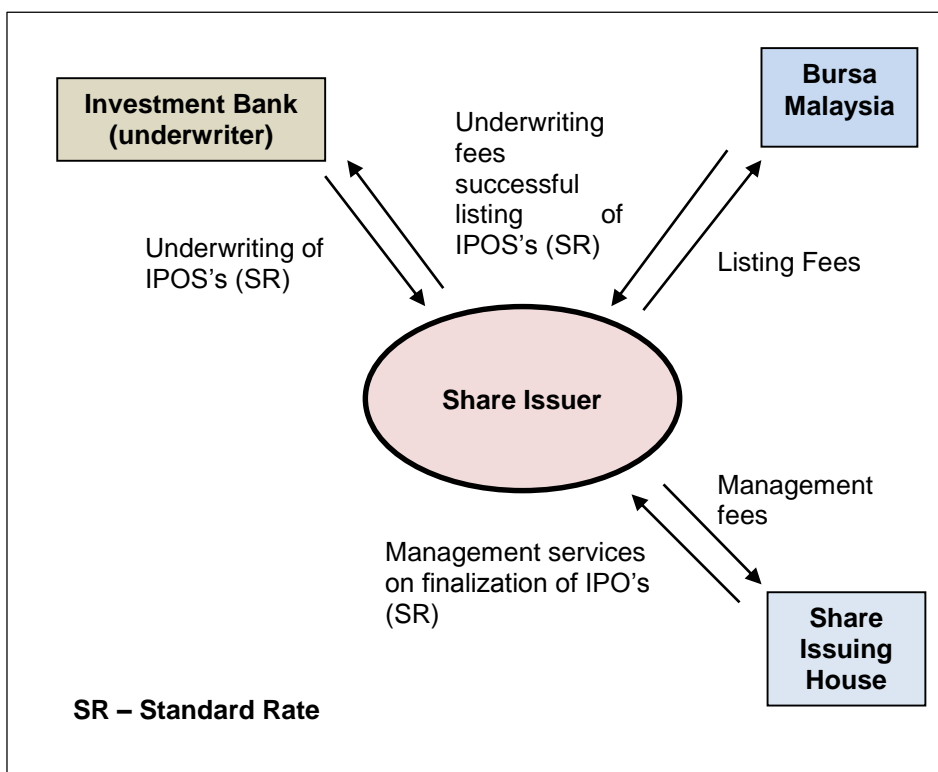 Investment Bank
(underwriter)
Bursa
Malaysia
Underwriting
fees
successful
listing of
IPOS's (SR)
Underwriting of
IPOS's (SR)
Listing Fees
Share Issuer
Management
fees
Management services
on finalization of IPO's
(SR)
Share
Issuing
House
SR – Standard Rate